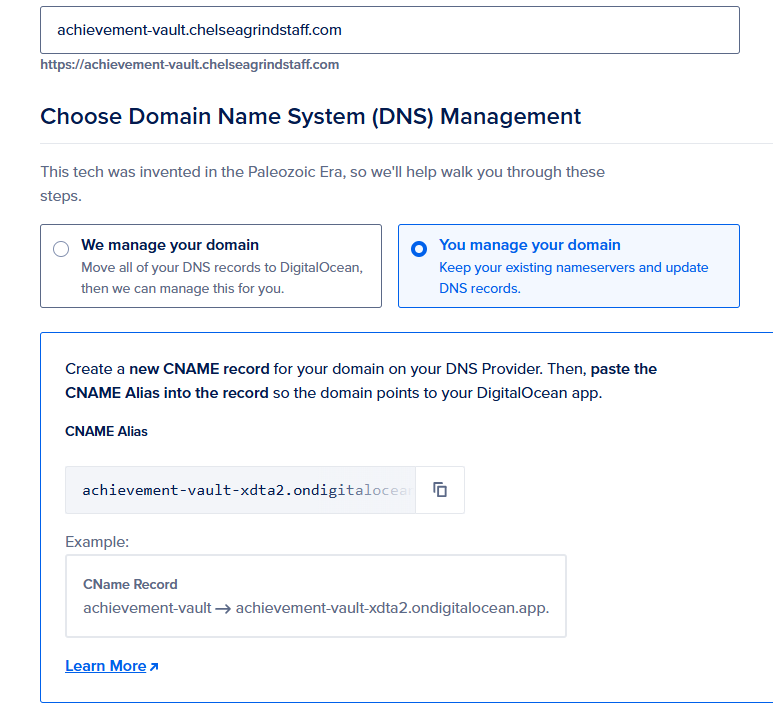 achievement-vault.chelseagrindstaff.com
https://achievement-vault.chelseagrindstaff.com
Choose Domain Name System (DNS) Management
This tech was invented in the Paleozoic Era, so we'll help walk you through these
steps.
We manage your domain
Move all of your DNS records to DigitalOcean,
then we can manage this for you.
You manage your domain
Keep your existing nameservers and update
DNS records.
Create a new CNAME record for your domain on your DNS Provider. Then, paste the
CNAME Alias into the record so the domain points to your DigitalOcean app.
CNAME Alias
achievement-vault-xdta2.ondigitalocean
Example:
CName Record
achievement-vault → achievement-vault-xdta2.ondigitalocean.app.
Learn More